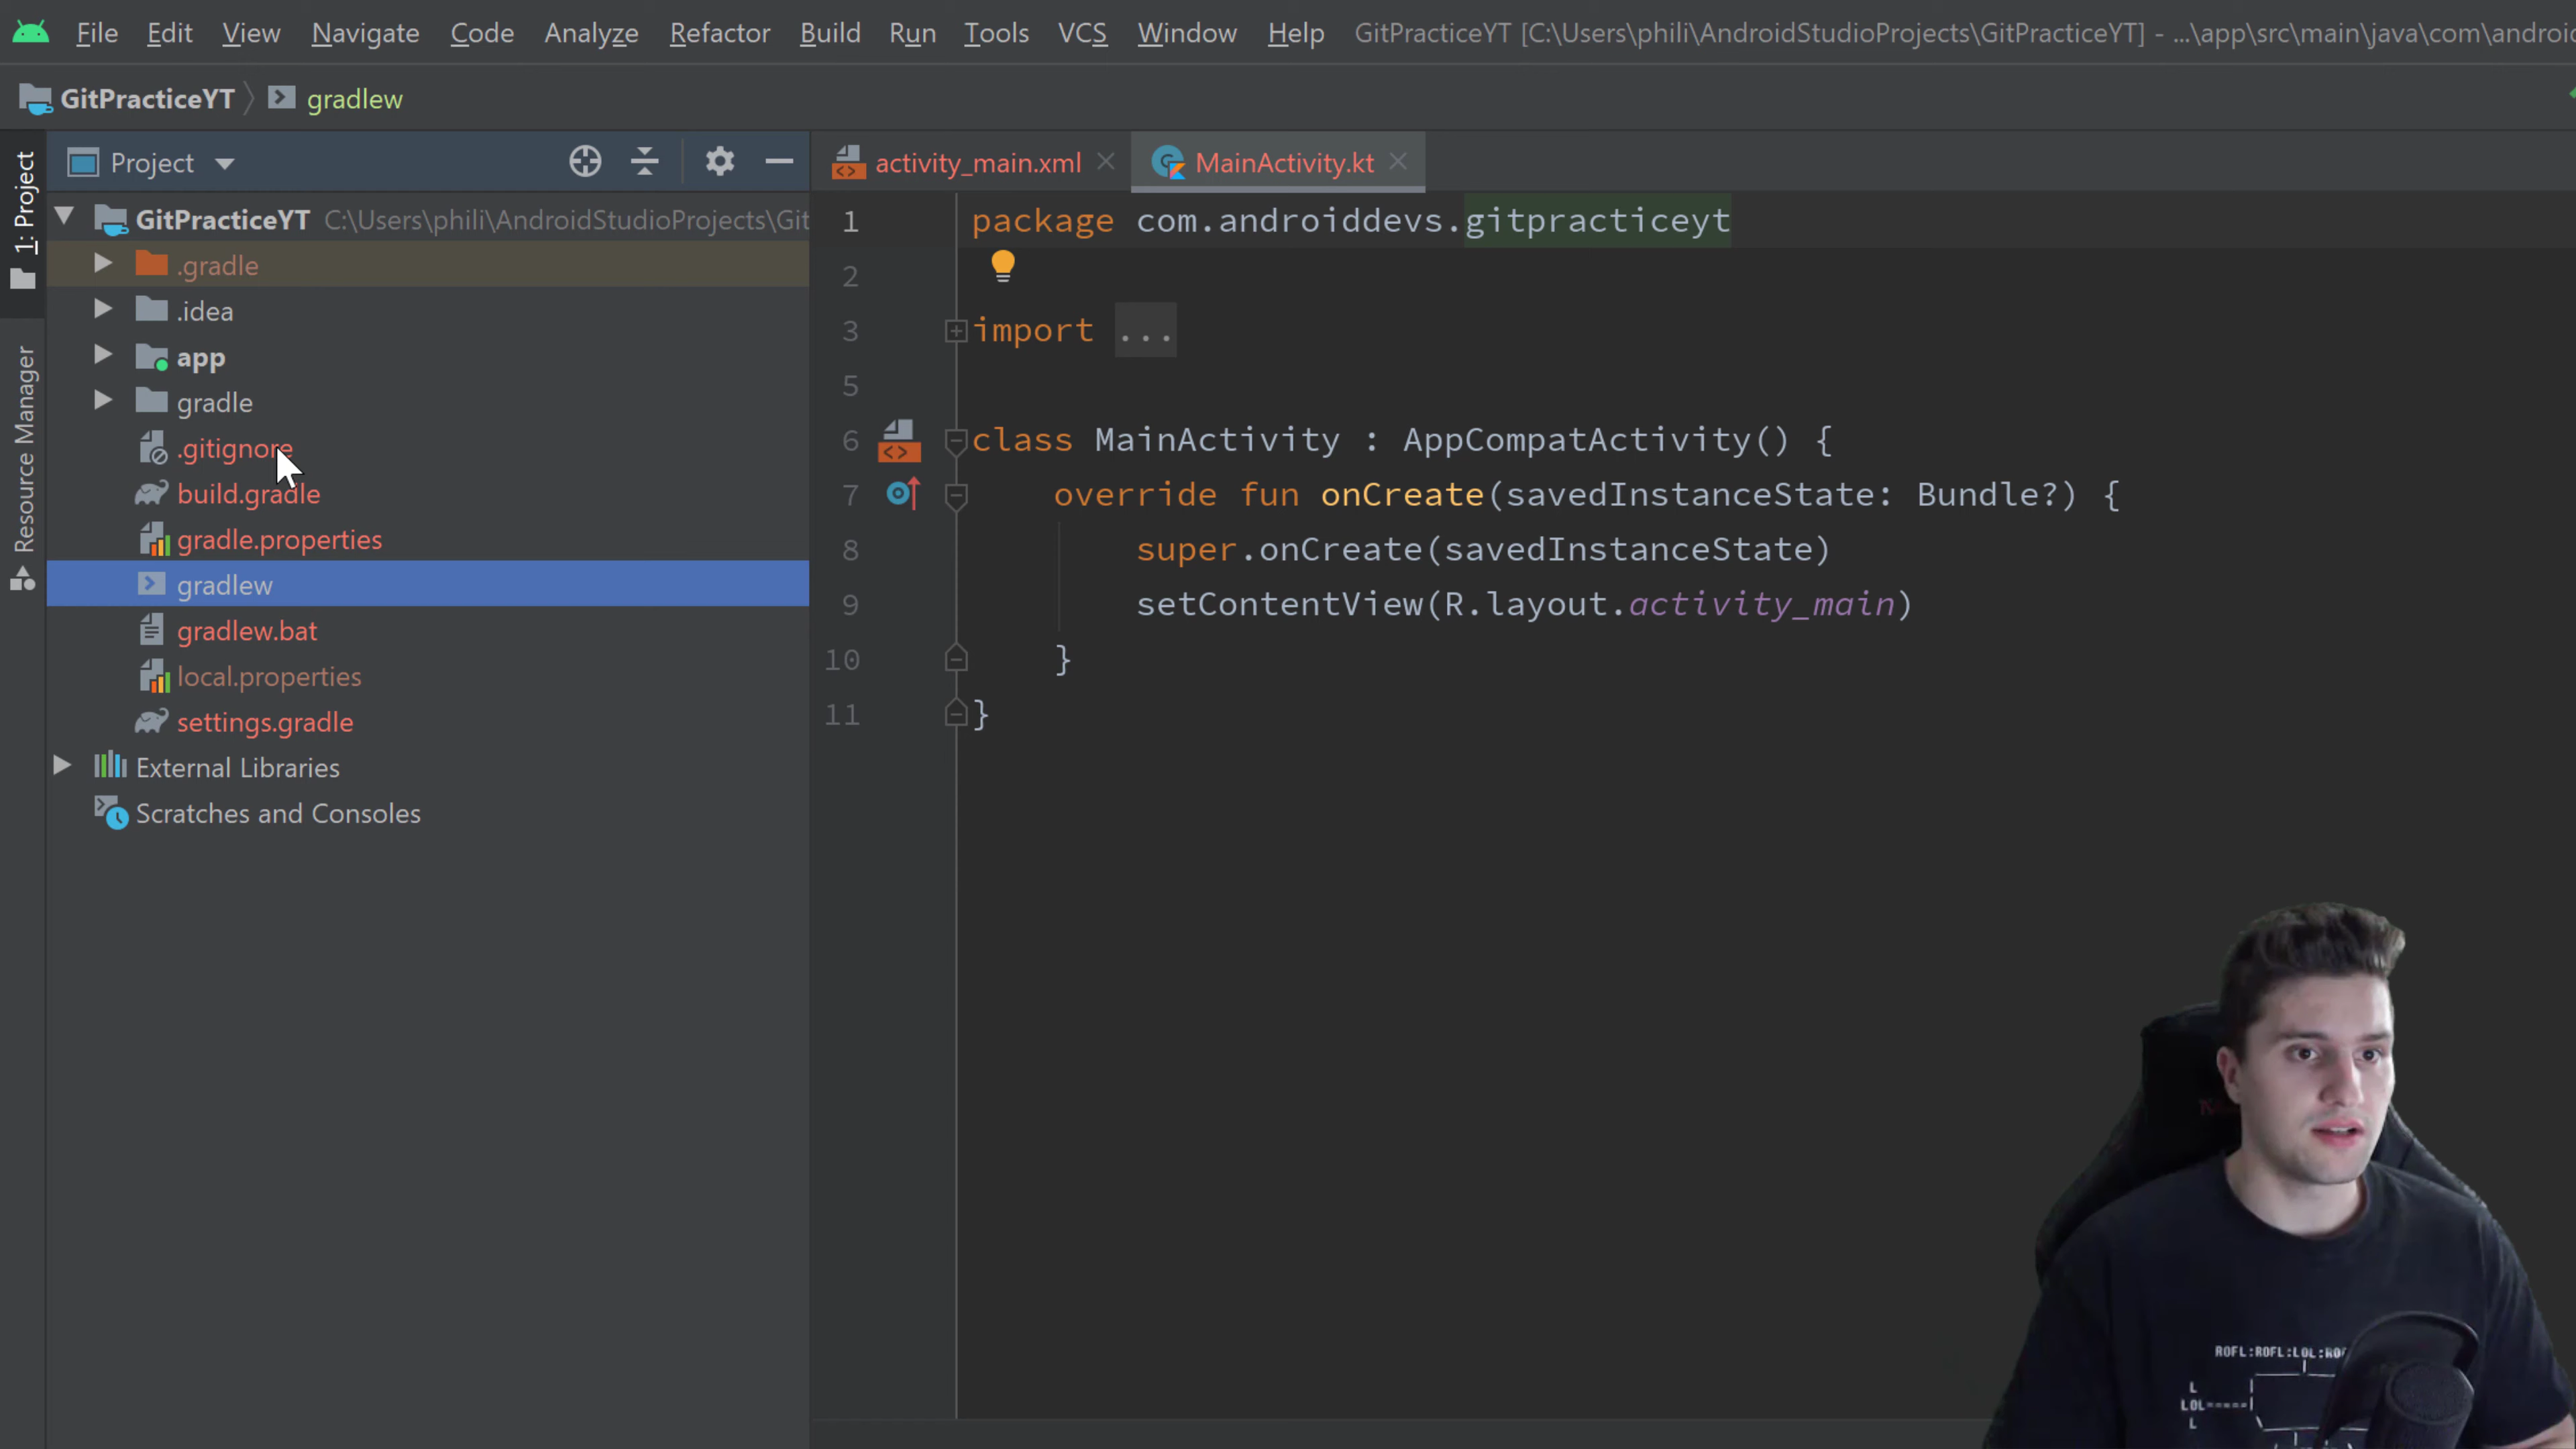 File Edit View Navigate Code Analyze Refactor Build Run Tools VCS Window Help GitPracticeYT [C:\Users\phili\AndroidStudioProjects\GitPracticeYT] - ...\app\src\main\java\com\android
GitPracticeYT gradlew
1: Project
Resource Manager
Project
activity_main.xml
MainActivity.kt
GitPracticeYT C:\Users\phili\AndroidStudioProjects\Git
.gradle
.idea
app
gradle
.gitignore
build.gradle
gradle.properties
gradlew
gradlew.bat
local.properties
settings.gradle
External Libraries
Scratches and Consoles
1 package com.androiddevs.gitpracticeyt
2
3 import ...
5
6 class MainActivity : AppCompatActivity() {
7 override fun onCreate(savedInstanceState: Bundle?) {
8 super.onCreate(savedInstanceState)
9 setContentView(R.layout.activity_main)
10 }
11 }
ROFL:ROFL:LOL:RO
L
LOL=====
L